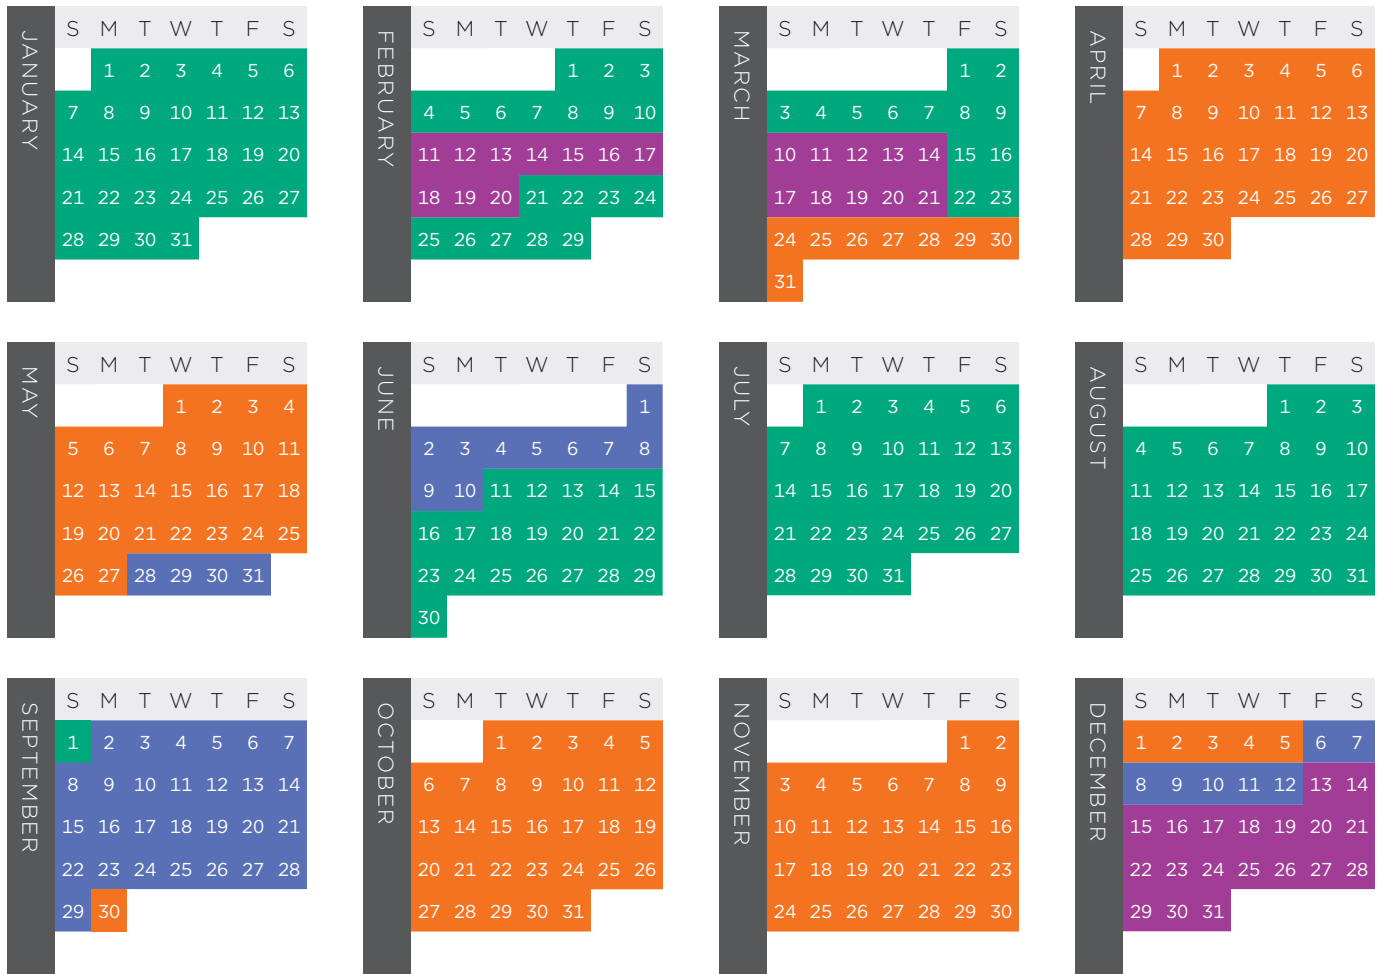 JANUARY
S M T W T F S
1 2 3 4 5 6
7 8 9 10 11 12 13
14 15 16 17 18 19 20
21 22 23 24 25 26 27
28 29 30 31
FEBRUARY
S M T W T F S
1 2 3
4 5 6 7 8 9 10
11 12 13 14 15 16 17
18 19 20 21 22 23 24
25 26 27 28 29
MARCH
S M T W T F S
1 2
3 4 5 6 7 8 9
10 11 12 13 14 15 16
17 18 19 20 21 22 23
24 25 26 27 28 29 30
31
APRIL
S M T W T F S
1 2 3 4 5 6
7 8 9 10 11 12 13
14 15 16 17 18 19 20
21 22 23 24 25 26 27
28 29 30
MAY
S M T W T F S
1 2 3 4
5 6 7 8 9 10 11
12 13 14 15 16 17 18
19 20 21 22 23 24 25
26 27 28 29 30 31
JUNE
S M T W T F S
1
2 3 4 5 6 7 8
9 10 11 12 13 14 15
16 17 18 19 20 21 22
23 24 25 26 27 28 29
30
JULY
S M T W T F S
1 2 3 4 5 6
7 8 9 10 11 12 13
14 15 16 17 18 19 20
21 22 23 24 25 26 27
28 29 30 31
AUGUST
S M T W T F S
1 2 3
4 5 6 7 8 9 10
11 12 13 14 15 16 17
18 19 20 21 22 23 24
25 26 27 28 29 30 31
SEPTEMBER
S M T W T F S
1 2 3 4 5 6 7
8 9 10 11 12 13 14
15 16 17 18 19 20 21
22 23 24 25 26 27 28
29 30
OCTOBER
S M T W T F S
1 2 3 4 5
6 7 8 9 10 11 12
13 14 15 16 17 18 19
20 21 22 23 24 25 26
27 28 29 30 31
NOVEMBER
S M T W T F S
1 2
3 4 5 6 7 8 9
10 11 12 13 14 15 16
17 18 19 20 21 22 23
24 25 26 27 28 29 30
DECEMBER
S M T W T F S
1 2 3 4 5 6 7
8 9 10 11 12 13 14
15 16 17 18 19 20 21
22 23 24 25 26 27 28
29 30 31